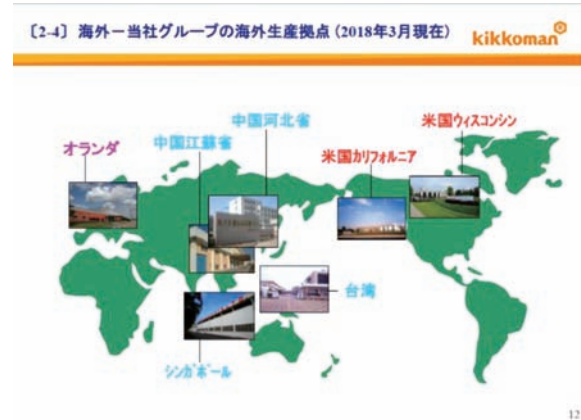 〔2-4〕 海外－当社グループの海外生産拠点 (2018年3月現在)
kikkoman
中国河北省
米国ウィスコンシン
オランダ
中国江蘇省
米国カリフォルニア
台湾
シンガポール
12